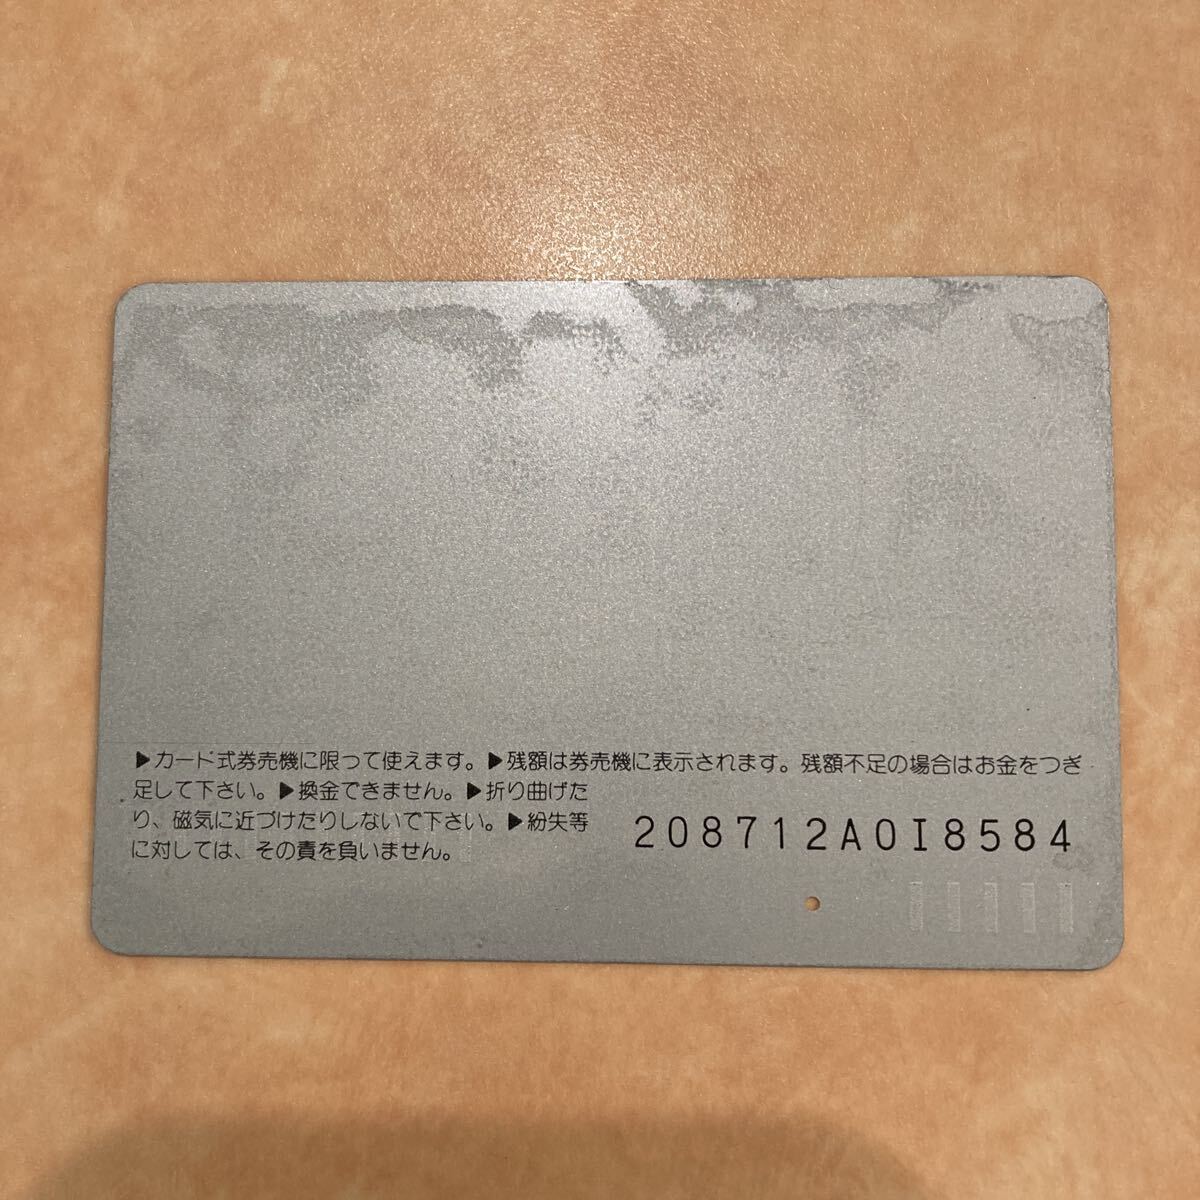 ▶カード式券売機に限って使えます。▶残額は券売機に表示されます。残額不足の場合はお金をつぎ
足して下さい。▶換金できません。▶折り曲げた
り、磁気に近づけたりしないで下さい。▶紛失等
に対しては、その責を負いません。
208712A0I8584